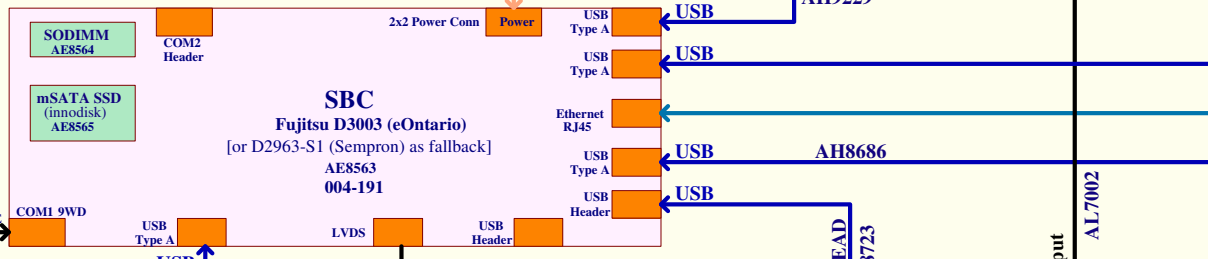 AH9229
SODIMM
AE8564
COM2
Header
2x2 Power Conn
Power
USB
Type A
USB
USB
Type A
USB
mSATA SSD
(innodisk)
AE8565
SBC
Fujitsu D3003 (eOntario)
[or D2963-S1 (Sempron) as fallback]
AE8563
004-191
Ethernet
RJ45
USB
Type A
USB
AH8686
USB
Header
USB
COM1 9WD
USB
Type A
LVDS
USB
Header
USB
AL7002